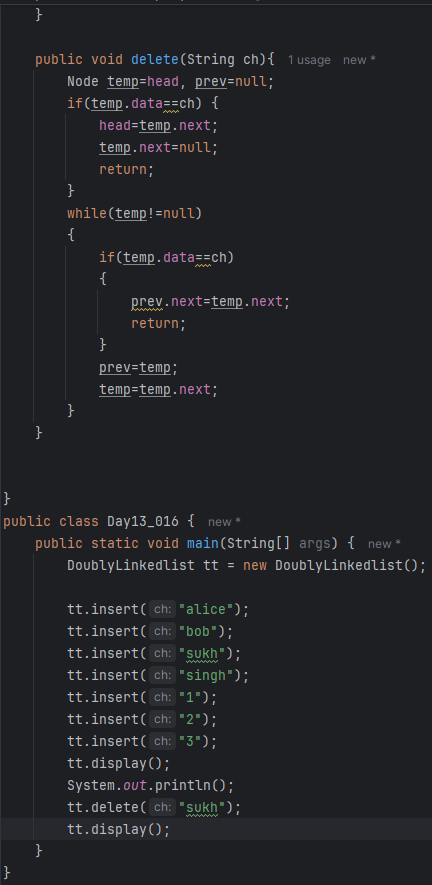 }
public void delete(String ch){ 1 usage new *
Node temp=head, prev=null;
if(temp.data==ch) {
head=temp.next;
temp.next=null;
return;
}
while(temp!=null)
{
if(temp.data==ch)
{
prev.next=temp.next;
return;
}
prev=temp;
temp=temp.next;
}
}
}
public class Day13_016 { new *
public static void main(String[] args) { new *
DoublyLinkedlist tt = new DoublyLinkedlist();
tt.insert( ch: "alice");
tt.insert( ch: "bob");
tt.insert( ch: "sukh");
tt.insert( ch: "singh");
tt.insert( ch: "1");
tt.insert( ch: "2");
tt.insert( ch: "3");
tt.display();
System.out.println();
tt.delete( ch: "sukh");
tt.display();
}
}